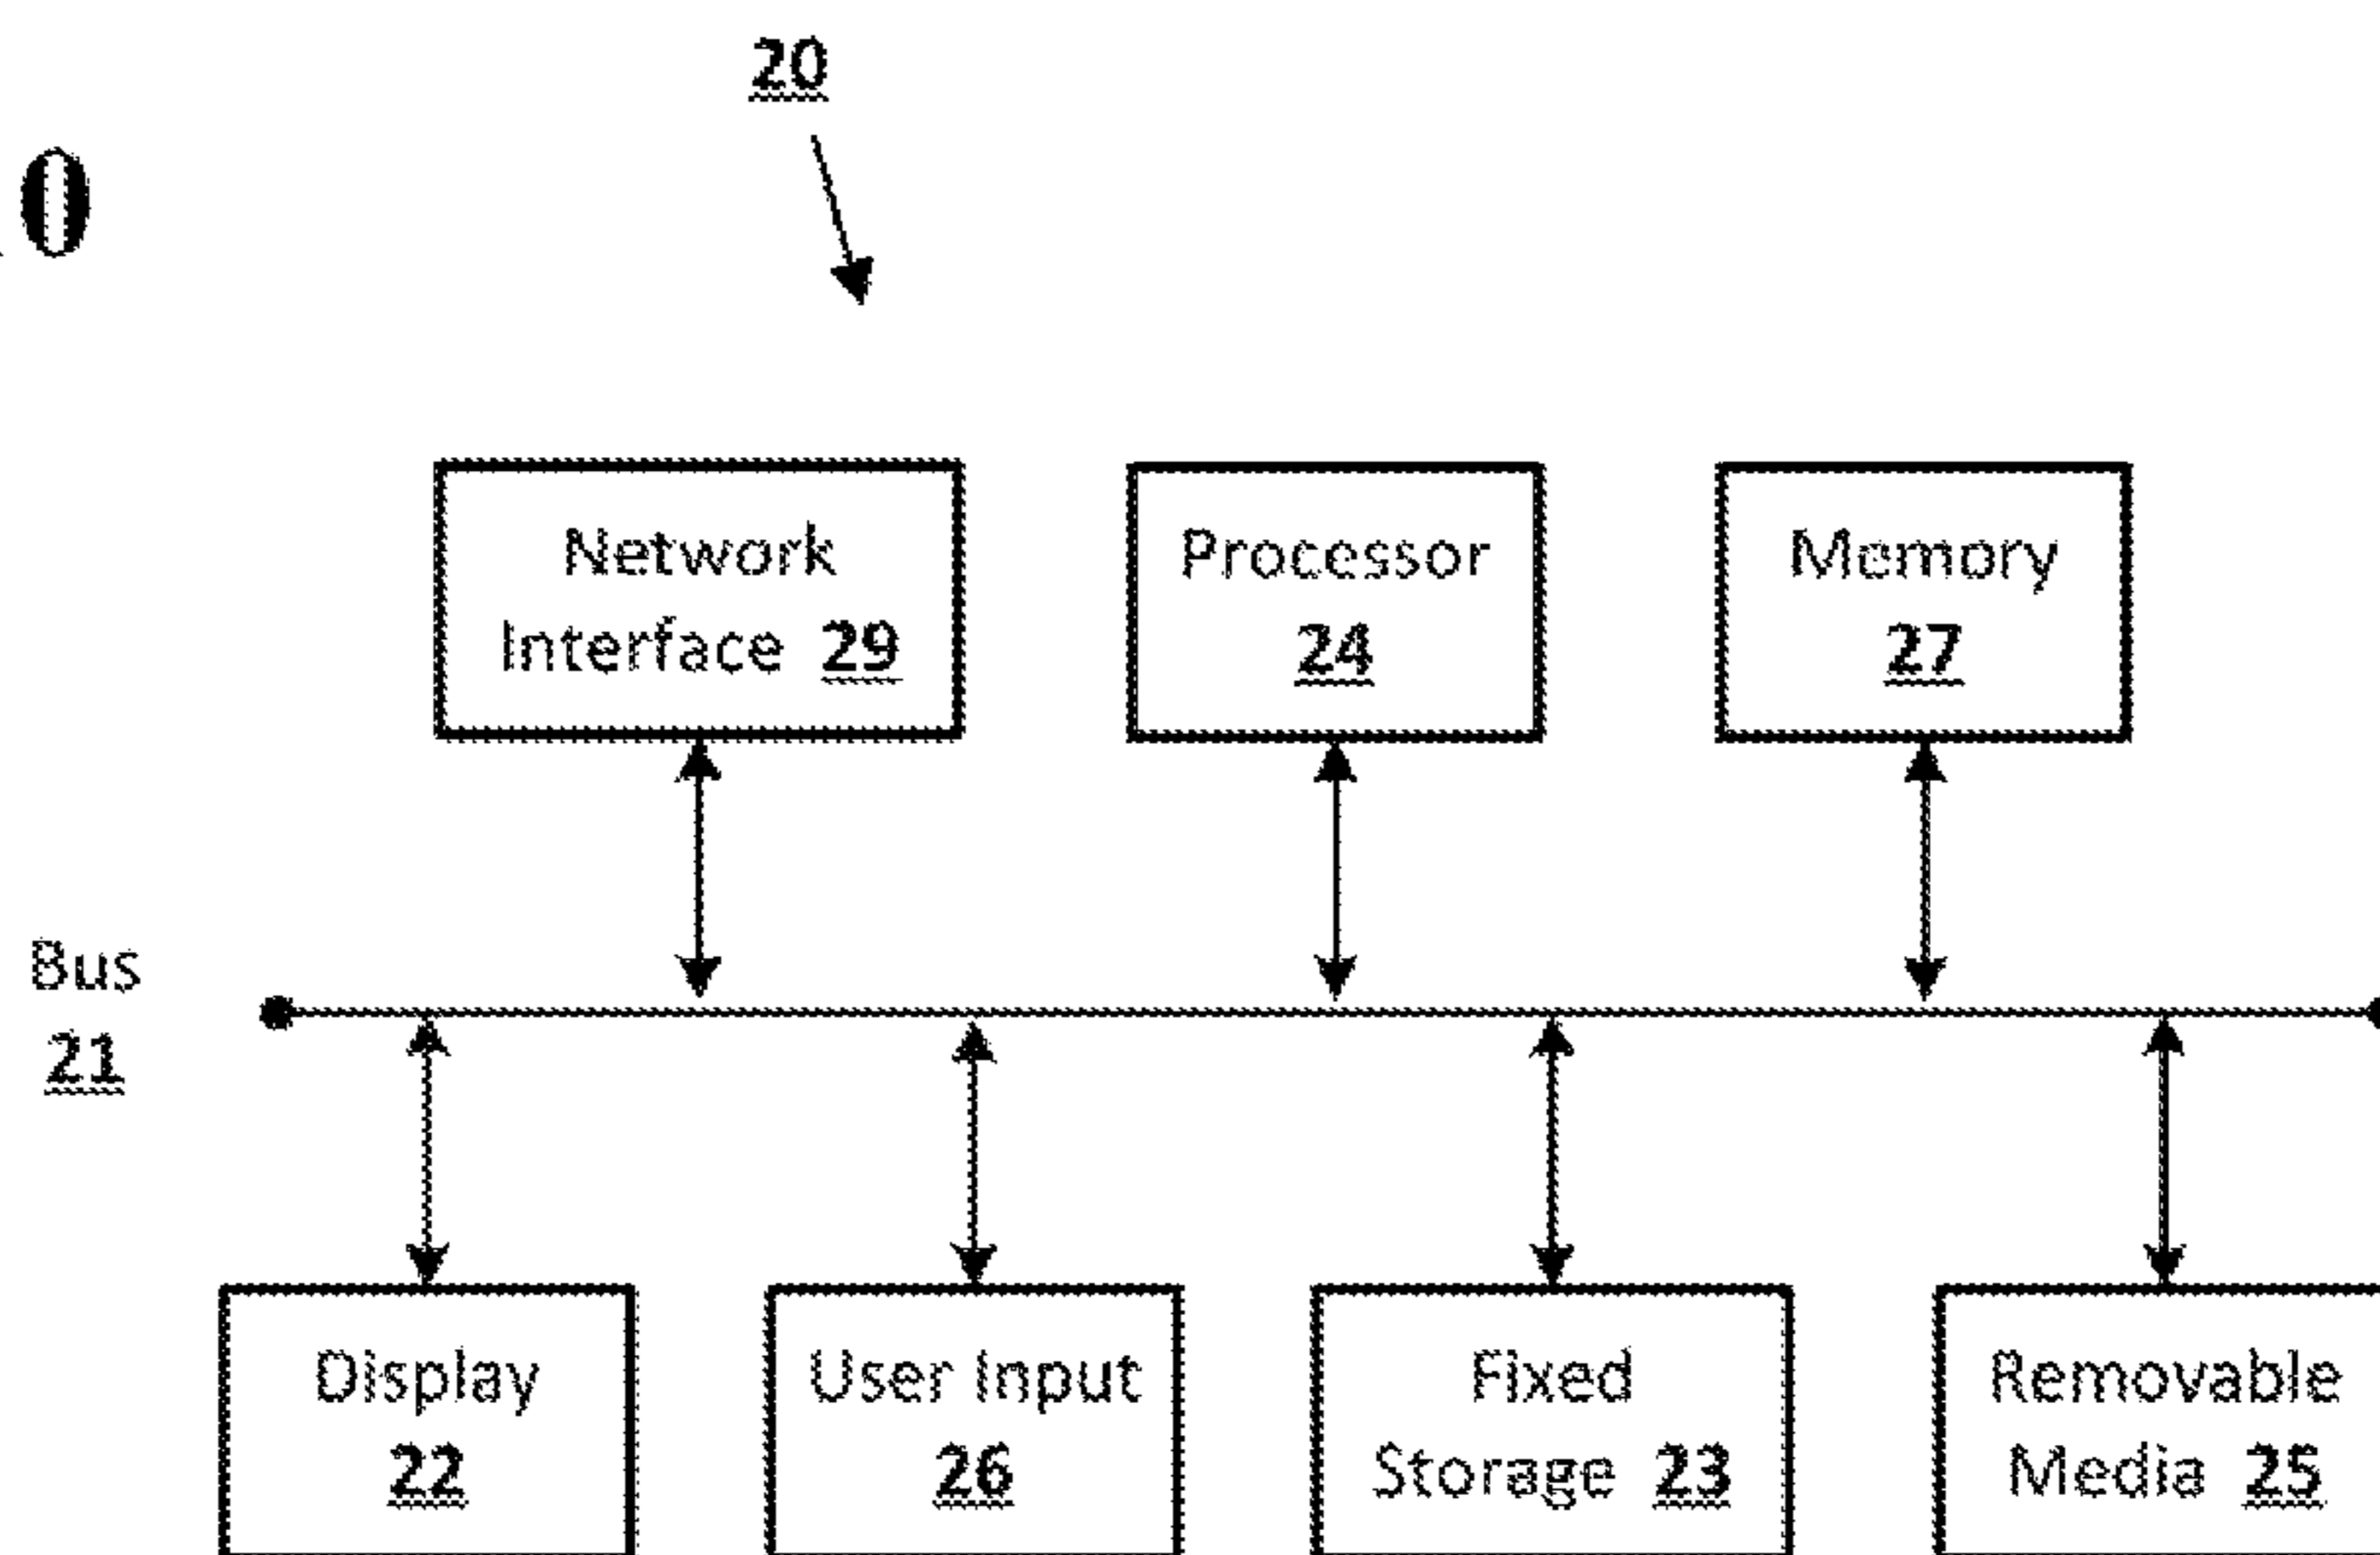 20
0
Network
Interface 29
Processor
24
Memory
27
Bus
21
Display
22
User Input
26
Fixed
Storage 23
Removable
Media 25